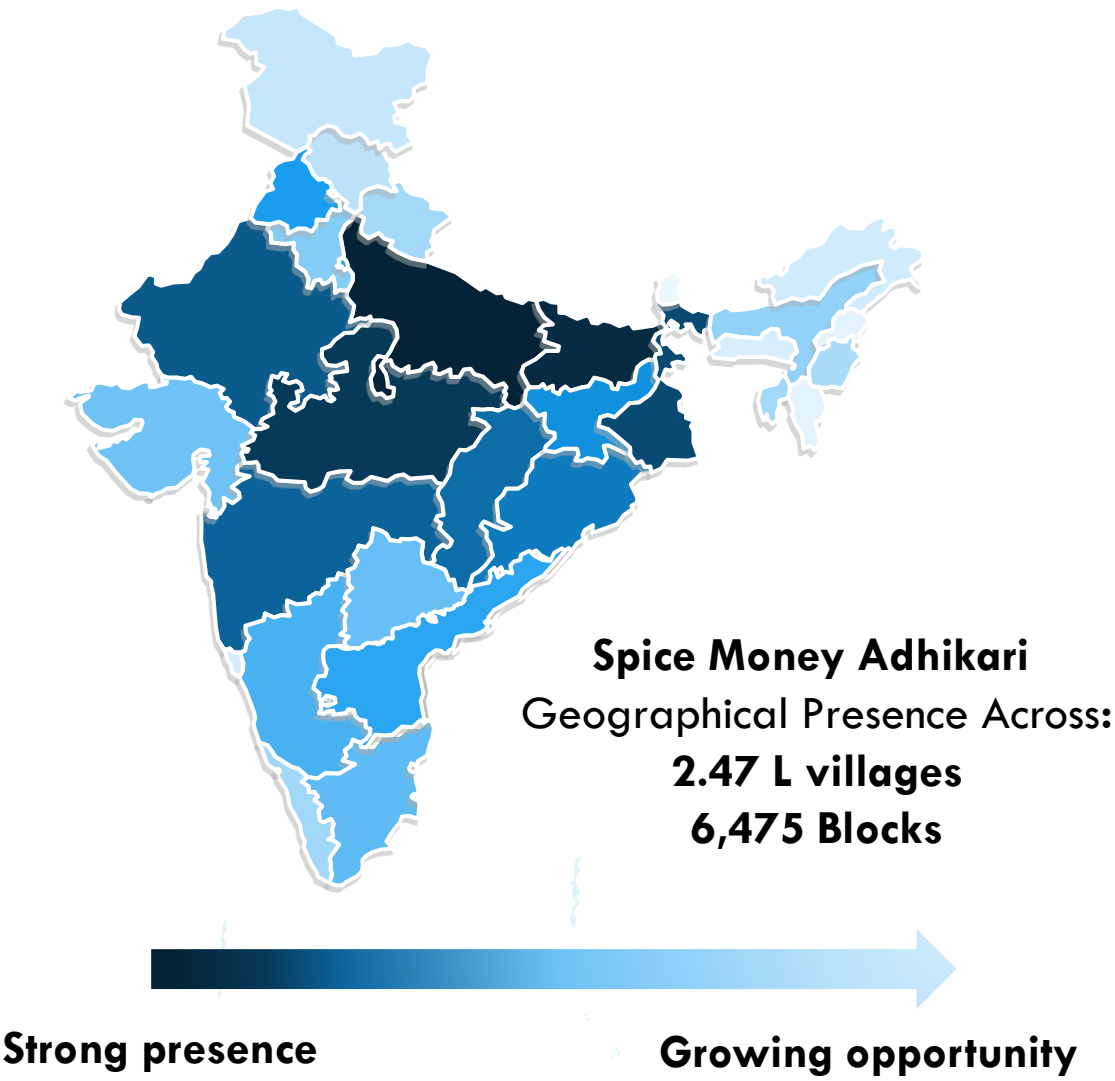 Spice Money Adhikari
Geographical Presence Across:
2.47 L villages
6,475 Blocks
Strong presence
Growing opportunity